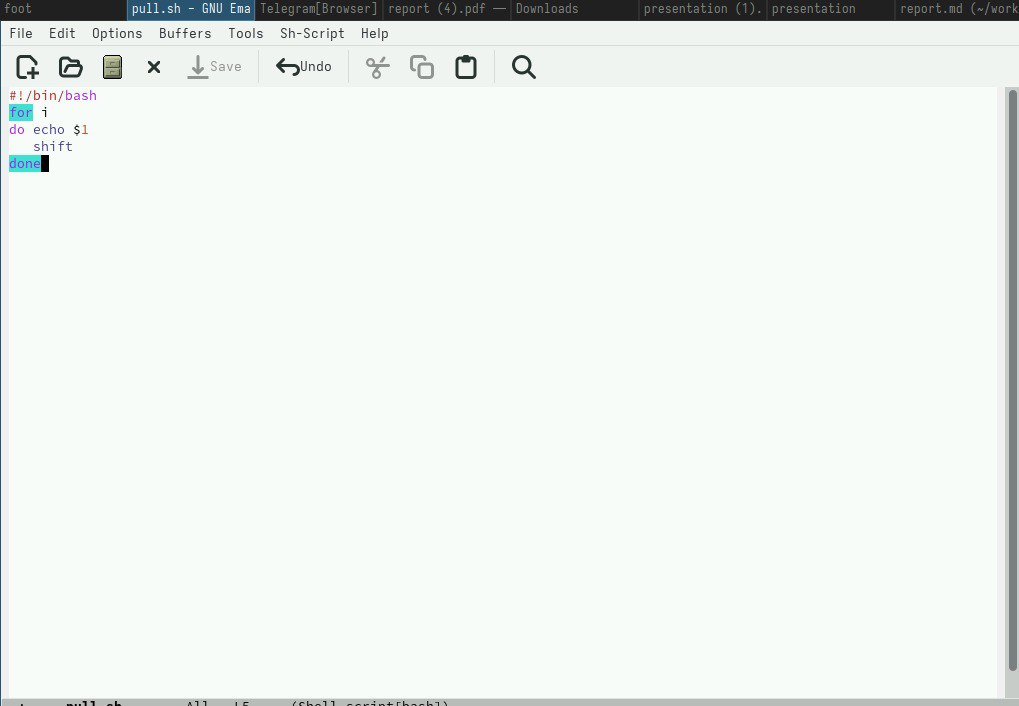 foot pull.sh - GNU Ema Telegram[Browser] report (4).pdf — Downloads presentation (1). presentation report.md (~/work
File Edit Options Buffers Tools Sh-Script Help
Save Undo
#!/bin/bash
for i
do echo $1
shift
done
pull.sh All L5 (Shell-script[bash])